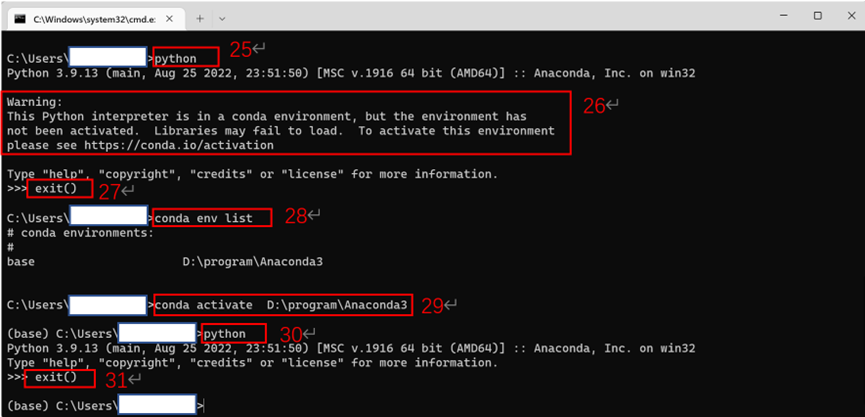 C:\Windows\system32\cmd.e:
C:\Users\ >python 25↵
Python 3.9.13 (main, Aug 25 2022, 23:51:50) [MSC v.1916 64 bit (AMD64)] :: Anaconda, Inc. on win32
Warning:
This Python interpreter is in a conda environment, but the environment has
not been activated.  Libraries may fail to load.  To activate this environment
please see https://conda.io/activation
26↵
Type "help", "copyright", "credits" or "license" for more information.
>>> exit() 27↵
C:\Users\ >conda env list 28↵
# conda environments:
#
base                     D:\program\Anaconda3
C:\Users\ >conda activate  D:\program\Anaconda3 29↵
(base) C:\Users\ >python 30↵
Python 3.9.13 (main, Aug 25 2022, 23:51:50) [MSC v.1916 64 bit (AMD64)] :: Anaconda, Inc. on win32
Type "help", "copyright", "credits" or "license" for more information.
>>> exit() 31↵
(base) C:\Users\ >